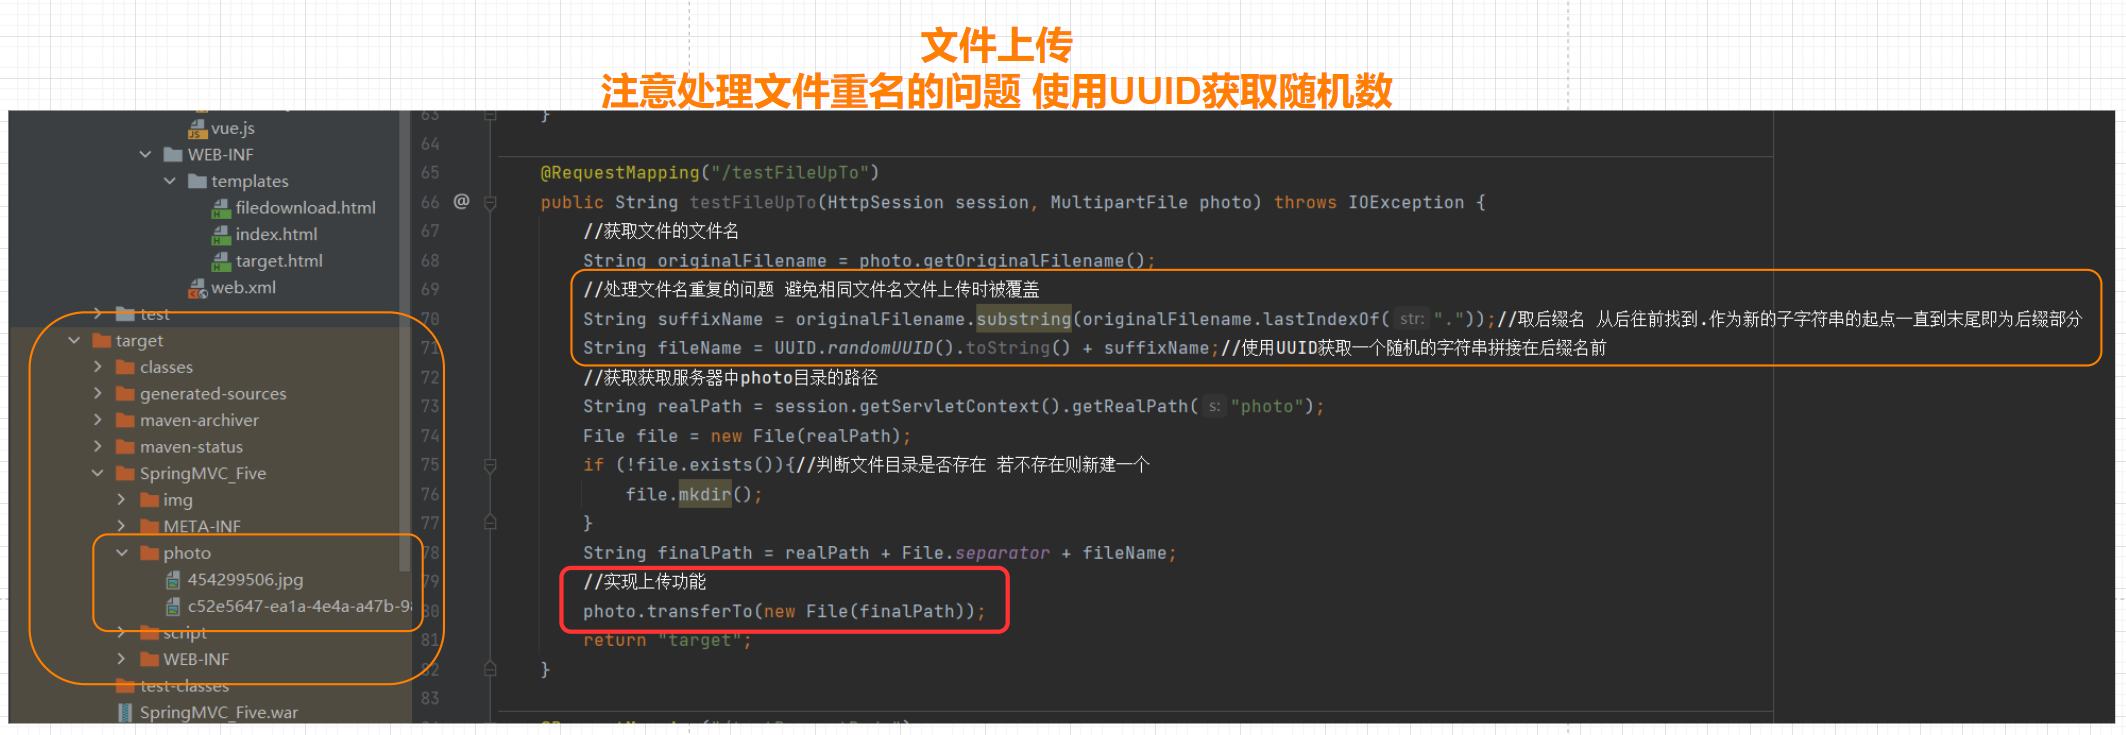 文件上传
注意处理文件重名的问题 使用UUID获取随机数
vue.js
WEB-INF
templates
filedownload.html
index.html
target.html
web.xml
test
target
classes
generated-sources
maven-archiver
maven-status
SpringMVC_Five
img
META-INF
photo
454299506.jpg
c52e5647-ea1a-4e4a-a47b-98
script
WEB-INF
test-classes
SpringMVC_Five.war
63 }
64
65 @RequestMapping("/testFileUpTo")
66 @ public String testFileUpTo(HttpSession session, MultipartFile photo) throws IOException {
67 //获取文件的文件名
68 String originalFilename = photo.getOriginalFilename();
69 //处理文件名重复的问题 避免相同文件名文件上传时被覆盖
70 String suffixName = originalFilename.substring(originalFilename.lastIndexOf( str: "."));//取后缀名 从后往前找到.作为新的子字符串的起点一直到末尾即为后缀部分
71 String fileName = UUID.randomUUID().toString() + suffixName;//使用UUID获取一个随机的字符串拼接在后缀名前
72 //获取获取服务器中photo目录的路径
73 String realPath = session.getServletContext().getRealPath( s: "photo");
74 File file = new File(realPath);
75 if (!file.exists()){//判断文件目录是否存在 若不存在则新建一个
76 file.mkdir();
77 }
78 String finalPath = realPath + File.separator + fileName;
79 //实现上传功能
80 photo.transferTo(new File(finalPath));
81 return "target";
82 }
83